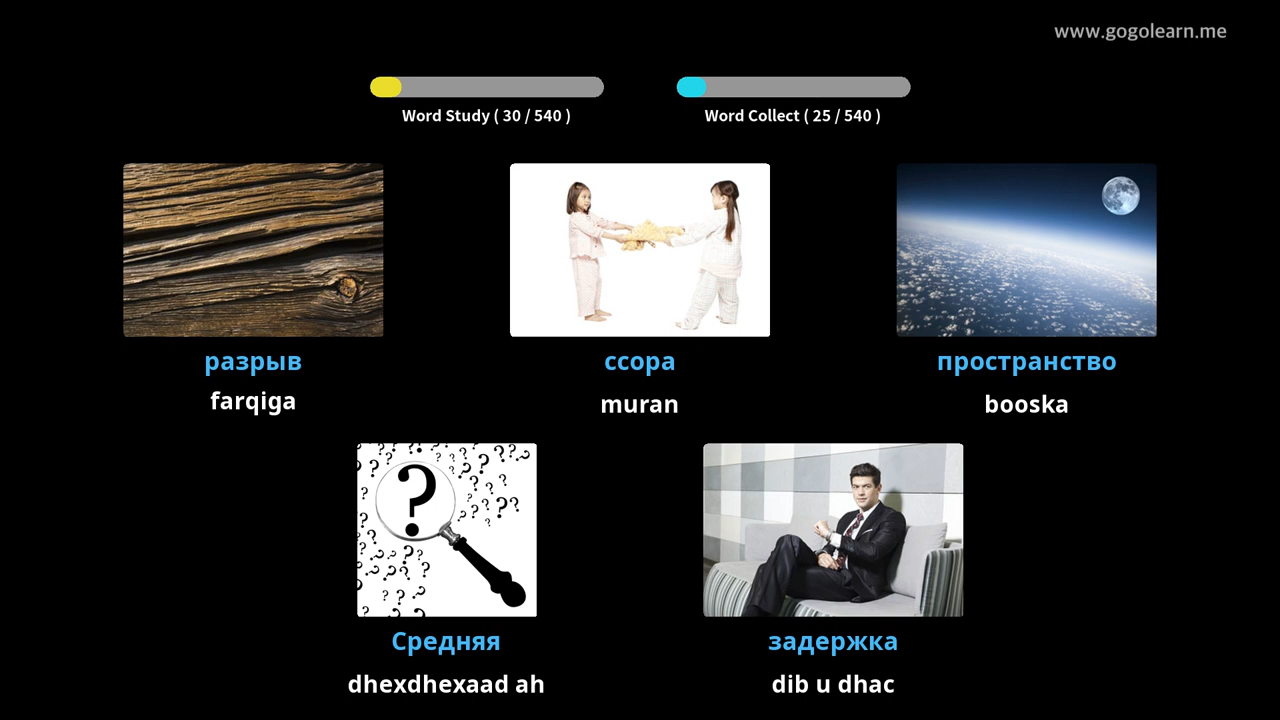 www.gogolearn.me
Word Study ( 30 / 540 )
Word Collect ( 25 / 540 )
разрыв
farqiga
ссора
muran
пространство
booska
Средняя
dhexdhexaad ah
задержка
dib u dhac